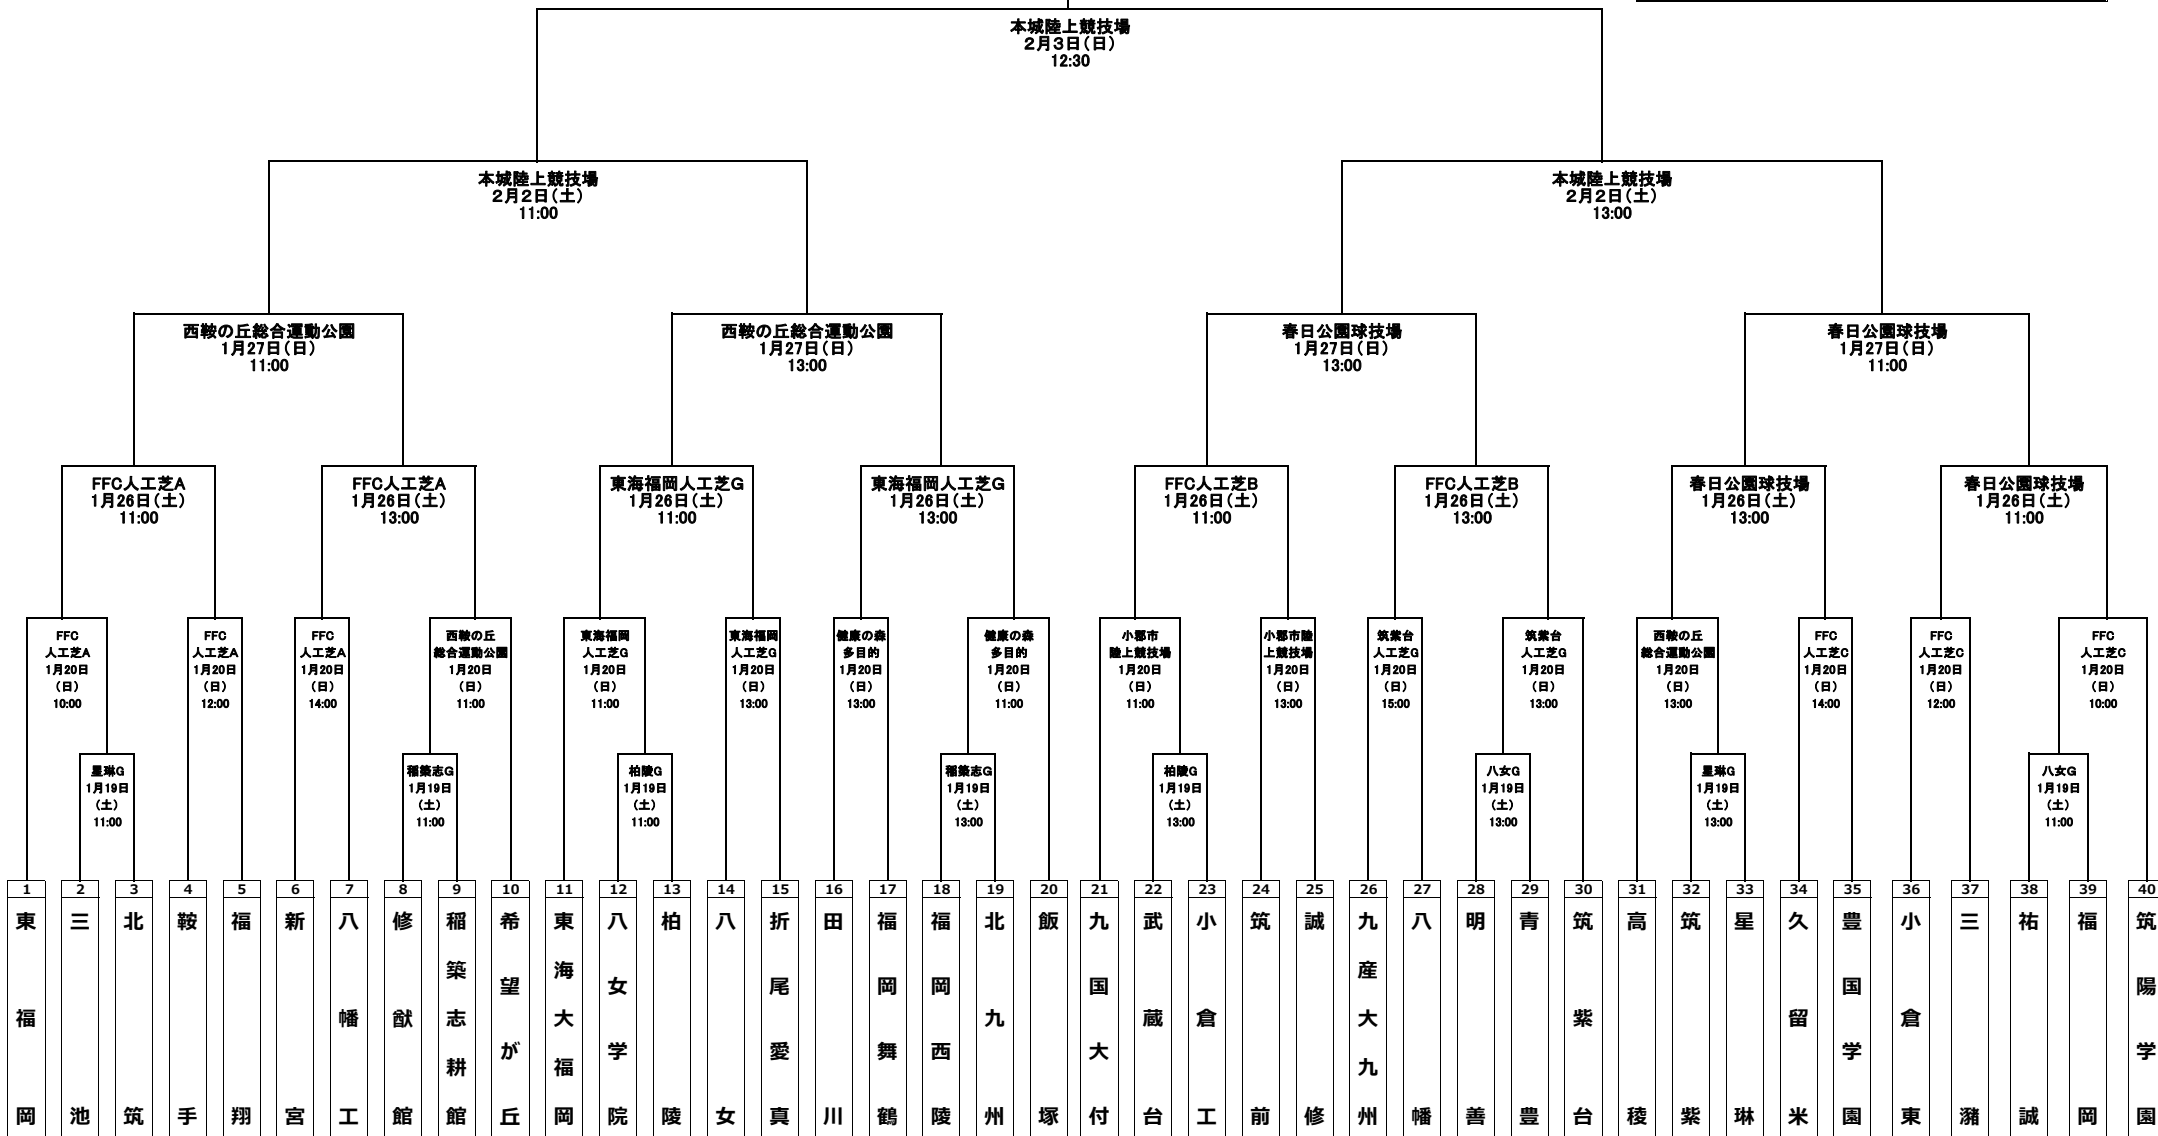 本城陸上競技場
2月3日(日)
12:30
本城陸上競技場
2月2日(土)
11:00
本城陸上競技場
2月2日(土)
13:00
西鞍の丘総合運動公園
1月27日(日)
11:00
西鞍の丘総合運動公園
1月27日(日)
13:00
春日公園球技場
1月27日(日)
13:00
春日公園球技場
1月27日(日)
11:00
FFC人工芝A
1月26日(土)
11:00
FFC人工芝A
1月26日(土)
13:00
東海福岡人工芝G
1月26日(土)
11:00
東海福岡人工芝G
1月26日(土)
13:00
FFC人工芝B
1月26日(土)
11:00
FFC人工芝B
1月26日(土)
13:00
春日公園球技場
1月26日(土)
13:00
春日公園球技場
1月26日(土)
11:00
FFC
人工芝A
1月20日
(日)
10:00
FFC
人工芝A
1月20日
(日)
12:00
FFC
人工芝A
1月20日
(日)
14:00
西鞍の丘
総合運動公園
1月20日
(日)
11:00
東海福岡
人工芝G
1月20日
(日)
11:00
東海福岡
人工芝G
1月20日
(日)
13:00
健康の森
多目的
1月20日
(日)
13:00
健康の森
多目的
1月20日
(日)
11:00
小郡市
陸上競技場
1月20日
(日)
11:00
小郡市陸
上競技場
1月20日
(日)
13:00
筑紫台
人工芝G
1月20日
(日)
15:00
筑紫台
人工芝G
1月20日
(日)
13:00
西鞍の丘
総合運動公園
1月20日
(日)
13:00
FFC
人工芝C
1月20日
(日)
14:00
FFC
人工芝C
1月20日
(日)
12:00
FFC
人工芝C
1月20日
(日)
10:00
星琳G
1月19日
(土)
11:00
稲築志G
1月19日
(土)
11:00
柏陵G
1月19日
(土)
11:00
稲築志G
1月19日
(土)
13:00
柏陵G
1月19日
(土)
13:00
八女G
1月19日
(土)
13:00
星琳G
1月19日
(土)
13:00
八女G
1月19日
(土)
11:00
1
東福岡
2
三池
3
北筑
4
鞍手
5
福翔
6
新宮
7
八幡工
8
修猷館
9
稲築志耕館
10
希望が丘
11
東海大福岡
12
八女学院
13
柏陵
14
八女
15
折尾愛真
16
田川
17
福岡舞鶴
18
福岡西陵
19
北九州
20
飯塚
21
九国大付
22
武蔵台
23
小倉工
24
筑前
25
誠修
26
九産大九州
27
八幡
28
明善
29
青豊
30
筑紫台
31
高稜
32
筑紫
33
星琳
34
久留米
35
豊国学園
36
小倉東
37
三潴
38
祐誠
39
福岡
40
筑陽学園